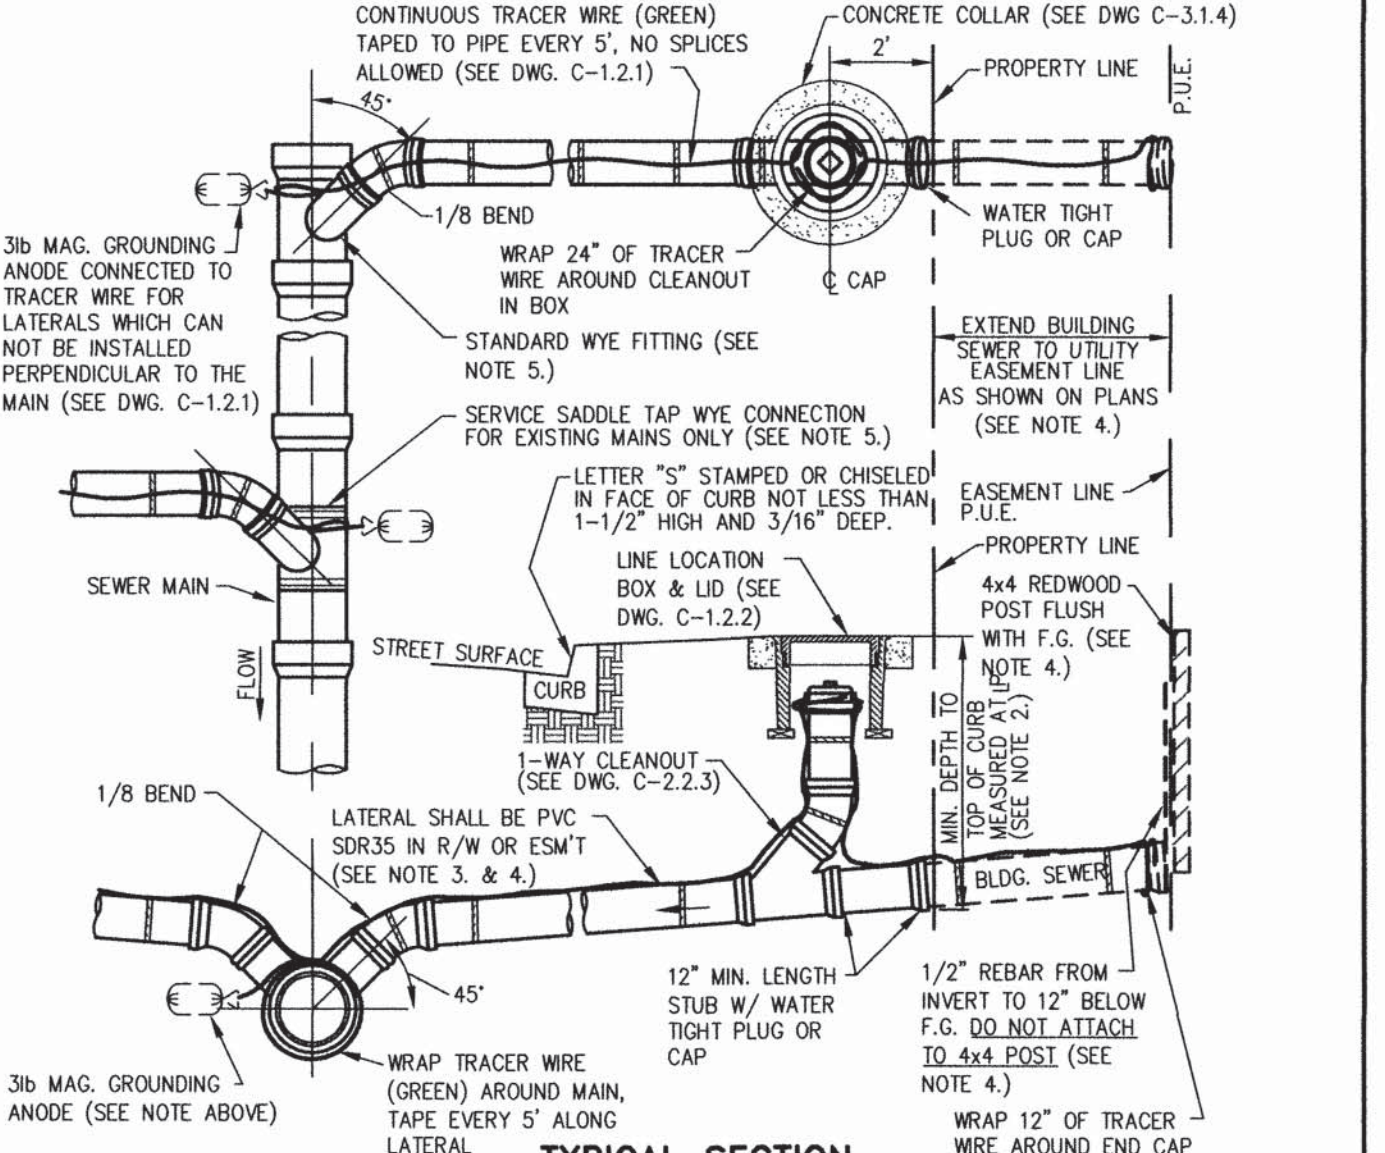 CONTINUOUS TRACER WIRE (GREEN)
TAPED TO PIPE EVERY 5', NO SPLICES
ALLOWED (SEE DWG. C-1.2.1)
CONCRETE COLLAR (SEE DWG C-3.1.4)
2'
PROPERTY LINE
P.U.E.
45°
1/8 BEND
WATER TIGHT
PLUG OR CAP
3lb MAG. GROUNDING
ANODE CONNECTED TO
TRACER WIRE FOR
LATERALS WHICH CAN
NOT BE INSTALLED
PERPENDICULAR TO THE
MAIN (SEE DWG. C-1.2.1)
WRAP 24" OF TRACER
WIRE AROUND CLEANOUT
IN BOX
℄ CAP
STANDARD WYE FITTING (SEE
NOTE 5.)
EXTEND BUILDING
SEWER TO UTILITY
EASEMENT LINE
AS SHOWN ON PLANS
(SEE NOTE 4.)
SERVICE SADDLE TAP WYE CONNECTION
FOR EXISTING MAINS ONLY (SEE NOTE 5.)
LETTER "S" STAMPED OR CHISELED
IN FACE OF CURB NOT LESS THAN
1-1/2" HIGH AND 3/16" DEEP.
EASEMENT LINE
P.U.E.
PROPERTY LINE
LINE LOCATION
BOX & LID (SEE
DWG. C-1.2.2)
4x4 REDWOOD
POST FLUSH
WITH F.G. (SEE
NOTE 4.)
SEWER MAIN
FLOW
STREET SURFACE
CURB
MIN. DEPTH TO
TOP OF CURB
MEASURED AT LP
(SEE NOTE 2.)
1-WAY CLEANOUT
(SEE DWG. C-2.2.3)
1/8 BEND
LATERAL SHALL BE PVC
SDR35 IN R/W OR ESM'T
(SEE NOTE 3. & 4.)
BLDG. SEWER
45°
12" MIN. LENGTH
STUB W/ WATER
TIGHT PLUG OR
CAP
1/2" REBAR FROM
INVERT TO 12" BELOW
F.G. DO NOT ATTACH
TO 4x4 POST (SEE
NOTE 4.)
3lb MAG. GROUNDING
ANODE (SEE NOTE ABOVE)
WRAP TRACER WIRE
(GREEN) AROUND MAIN,
TAPE EVERY 5' ALONG
LATERAL
WRAP 12" OF TRACER
WIRE AROUND END CAP
TYPICAL SECTION